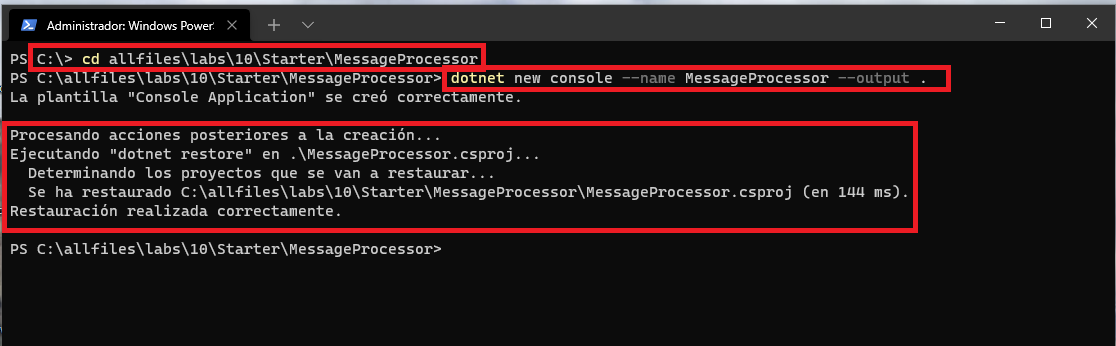 Administrador: Windows PowerS
PS C:\> cd allfiles\labs\10\Starter\MessageProcessor
PS C:\allfiles\labs\10\Starter\MessageProcessor> dotnet new console --name MessageProcessor --output .
La plantilla "Console Application" se creó correctamente.
Procesando acciones posteriores a la creación...
Ejecutando "dotnet restore" en .\MessageProcessor.csproj...
  Determinando los proyectos que se van a restaurar...
  Se ha restaurado C:\allfiles\labs\10\Starter\MessageProcessor\MessageProcessor.csproj (en 144 ms).
Restauración realizada correctamente.
PS C:\allfiles\labs\10\Starter\MessageProcessor>